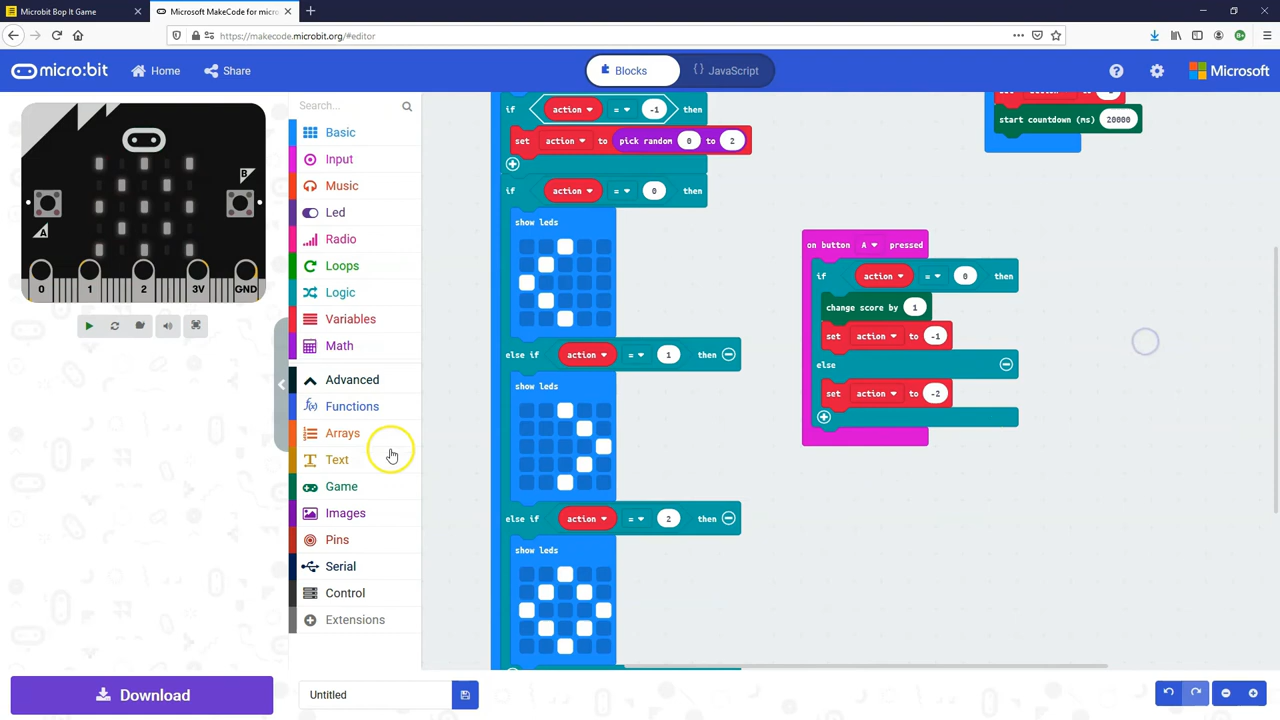 Microbit Bop It Game
Microsoft MakeCode for micro
https://makecode.microbit.org/#editor
micro:bit
Home
Share
Blocks
{ } JavaScript
Microsoft
Search...
Basic
Input
Music
Led
Radio
Loops
Logic
Variables
Math
Advanced
Functions
Arrays
Text
Game
Images
Pins
Serial
Control
Extensions
A
B
0 1 2 3V GND
if action = -1 then
set action to pick random 0 to 2
if action = 0 then
show leds
else if action = 1 then
show leds
else if action = 2 then
show leds
start countdown (ms) 20000
on button A pressed
if action = 0 then
change score by 1
set action to -1
else
set action to -2
Download
Untitled